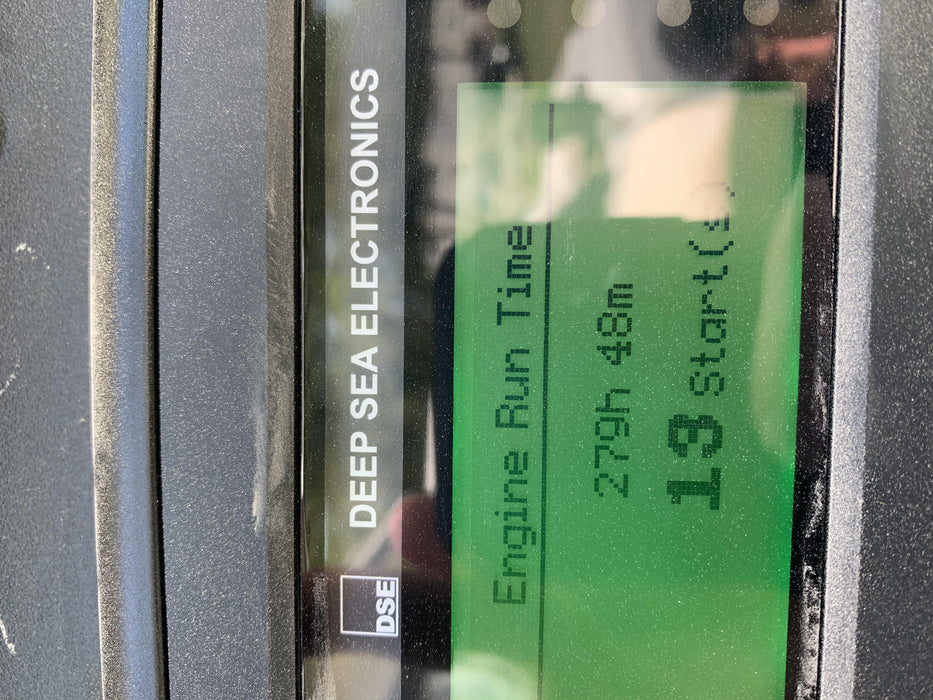 DSE DEEP SEA ELECTRONICS
Engine Run Time
279h 48m
13 Start(s)